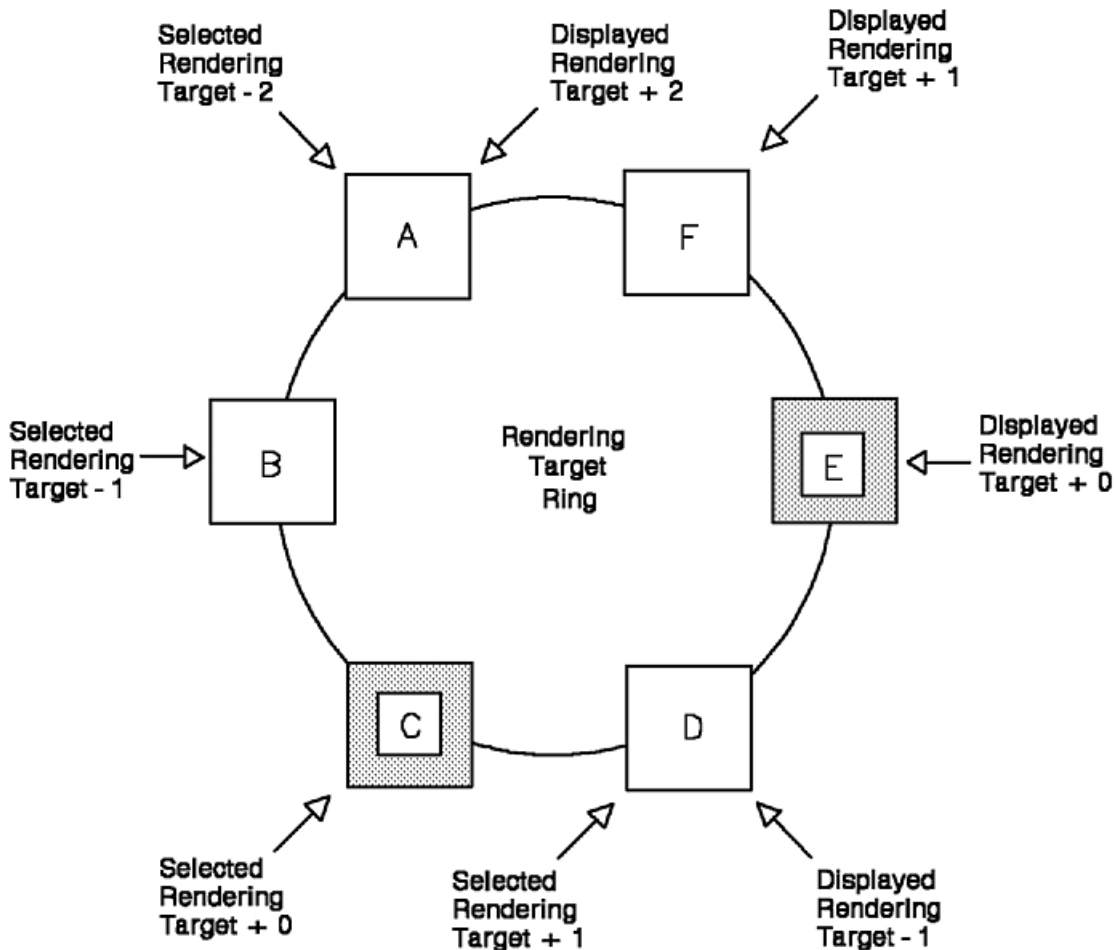 Selected
Rendering
Target - 2
Displayed
Rendering
Target + 2
Displayed
Rendering
Target + 1
A
F
Selected
Rendering
Target - 1
B
Rendering
Target
Ring
E
Displayed
Rendering
Target + 0
C
D
Selected
Rendering
Target + 0
Selected
Rendering
Target + 1
Displayed
Rendering
Target - 1